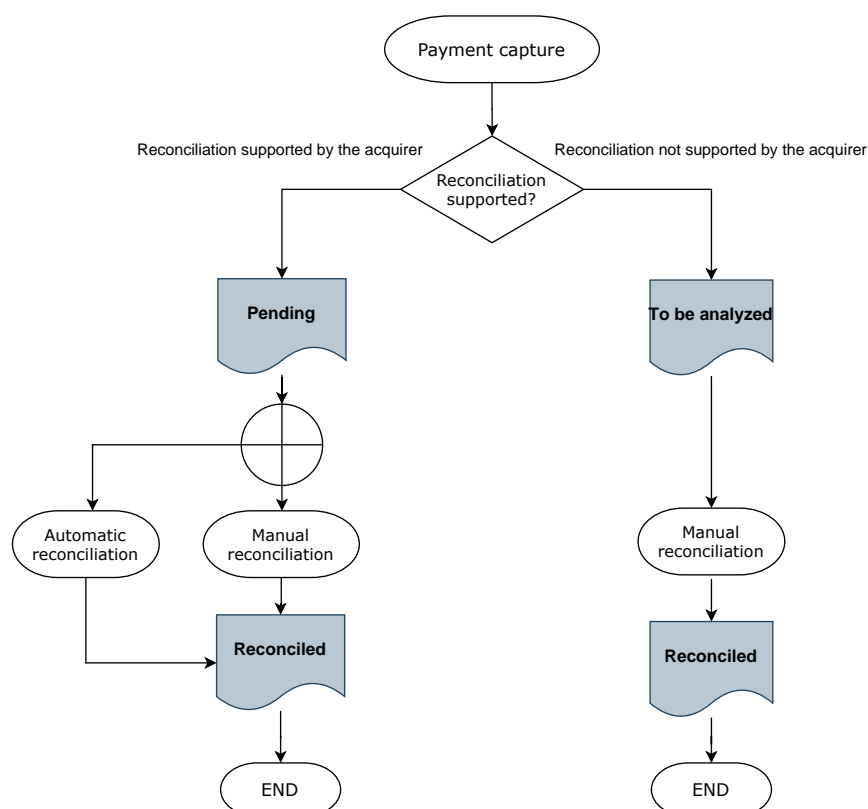 Payment capture
Reconciliation supported by the acquirer
Reconciliation not supported by the acquirer
Reconciliation
supported?
Pending
To be analyzed
Automatic
reconciliation
Manual
reconciliation
Manual
reconciliation
Reconciled
Reconciled
END
END